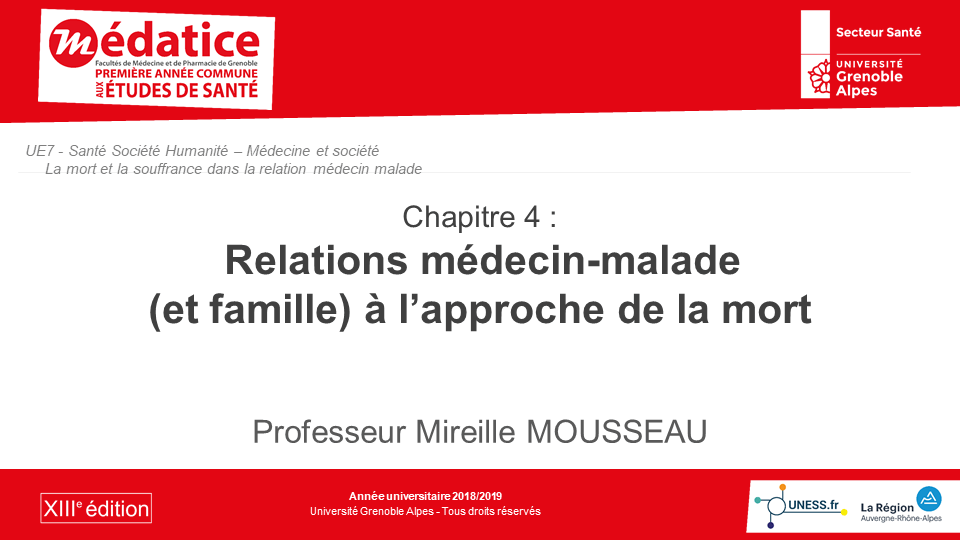 médatice
Facultés de Médecine et de Pharmacie de Grenoble
PREMIÈRE ANNÉE COMMUNE
AUX ÉTUDES DE SANTÉ
Secteur Santé
UNIVERSITÉ
Grenoble
Alpes
UE7 - Santé Société Humanité – Médecine et société
La mort et la souffrance dans la relation médecin malade
Chapitre 4 :
Relations médecin-malade
(et famille) à l’approche de la mort
Professeur Mireille MOUSSEAU
XIIIe édition
Année universitaire 2018/2019
Université Grenoble Alpes - Tous droits réservés
UNESS.fr
La Région
Auvergne-Rhône-Alpes